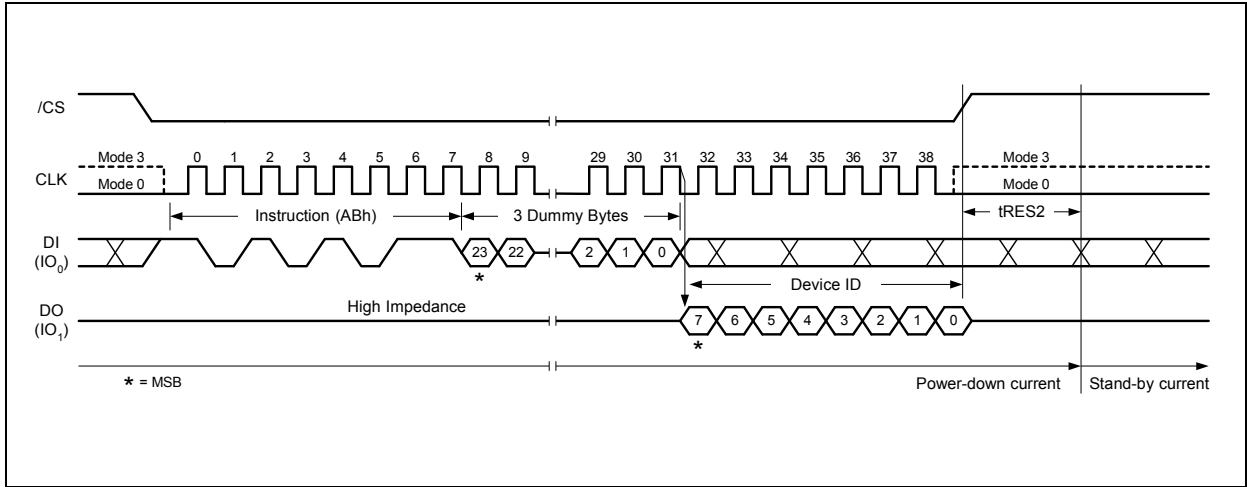 /CS
Mode 3 0 1 2 3 4 5 6 7 8 9 29 30 31 32 33 34 35 36 37 38 Mode 3
CLK Mode 0 Mode 0
Instruction (ABh) 3 Dummy Bytes tRES2
DI
(IO0) 23 22 2 1 0
*
Device ID
High Impedance
DO
(IO1) 7 6 5 4 3 2 1 0
*
* = MSB Power-down current Stand-by current